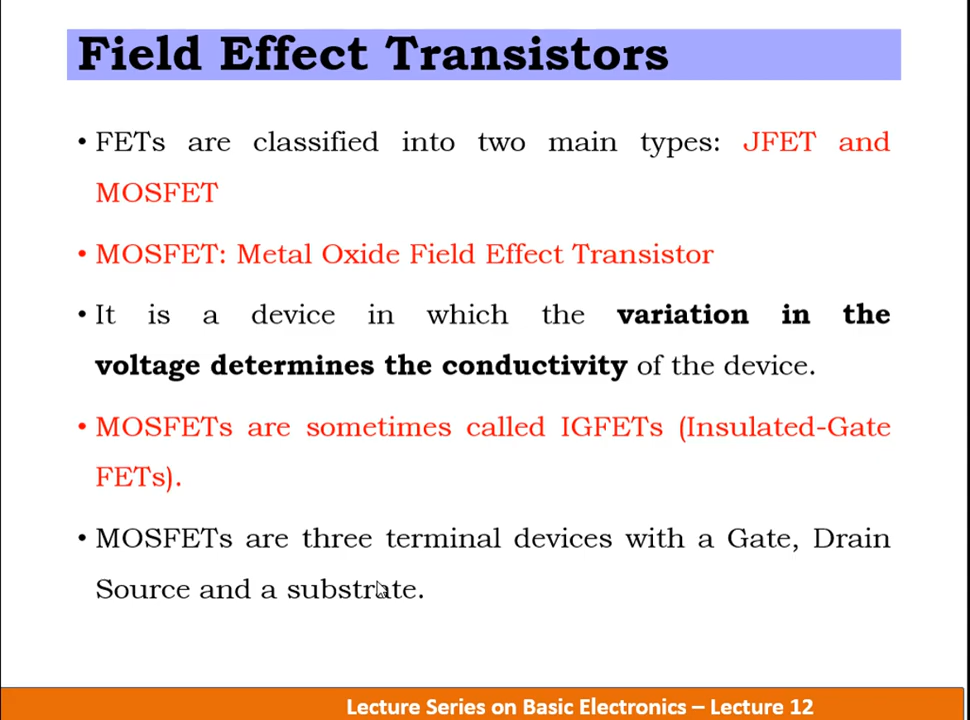 Field Effect Transistors
• FETs are classified into two main types: JFET and
MOSFET
• MOSFET: Metal Oxide Field Effect Transistor
• It is a device in which the variation in the
voltage determines the conductivity of the device.
• MOSFETs are sometimes called IGFETs (Insulated-Gate
FETs).
• MOSFETs are three terminal devices with a Gate, Drain
Source and a substrate.
Lecture Series on Basic Electronics – Lecture 12